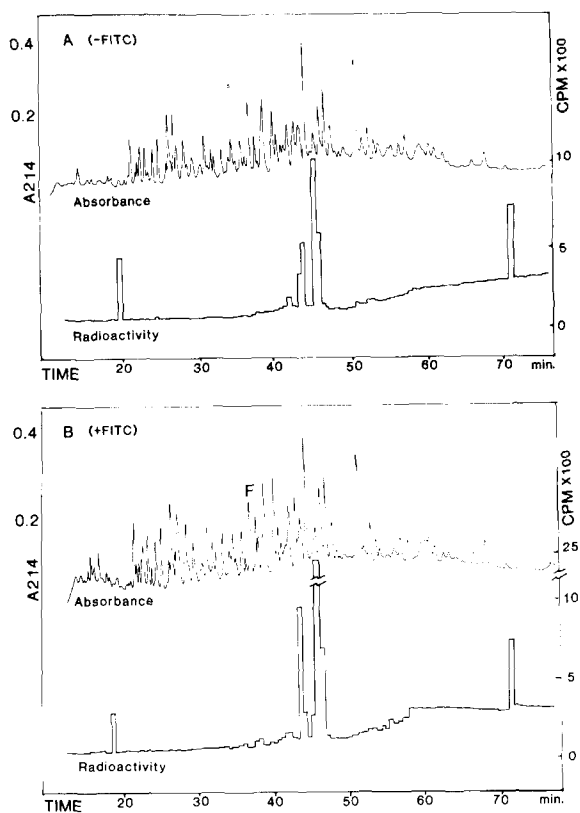 A (-FITC)
0.4
0.2
A214
CPM X100
10
5
0
Absorbance
Radioactivity
TIME
20
30
40
50
60
70
min.
B (+FITC)
0.4
0.2
A214
F
CPM X100
25
10
5
0
Absorbance
Radioactivity
TIME
20
30
40
50
60
70
min.